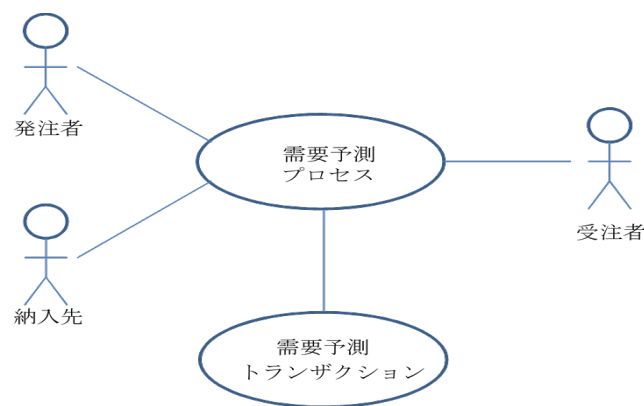 発注者
需要予測
プロセス
受注者
納入先
需要予測
トランザクション